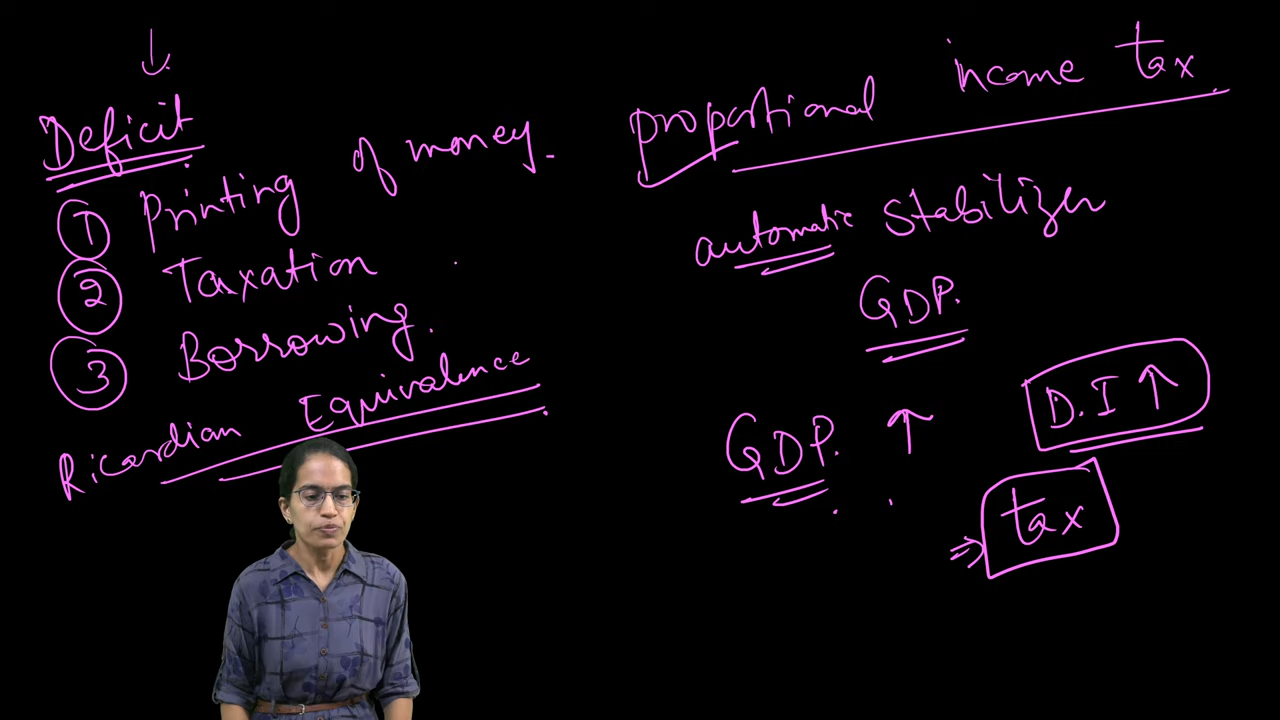 Deficit
① Printing of money.
② Taxation
③ Borrowing.
Ricardian Equivalence
proportional income tax
automatic stabilizer
GDP.
GDP. ↑
D.I ↑
⇒ tax